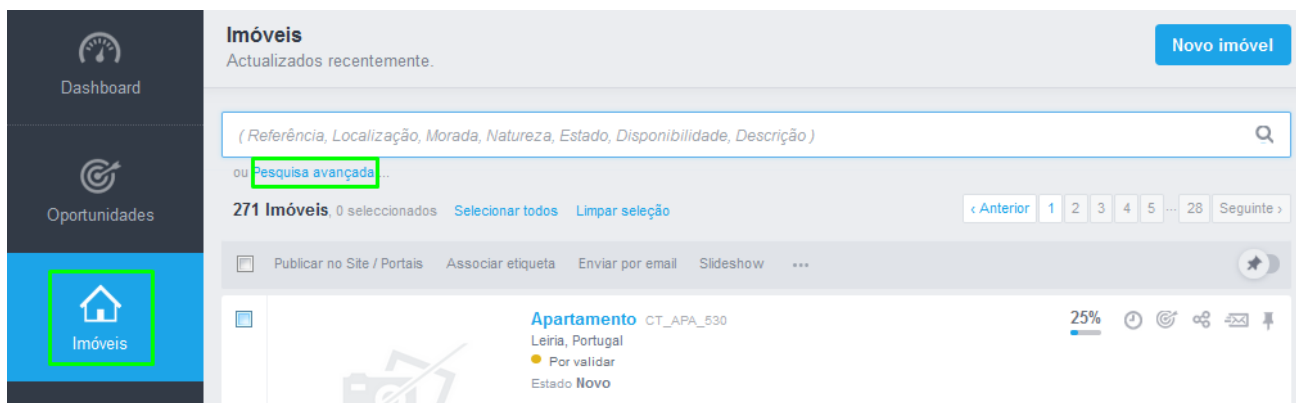 Dashboard
Oportunidades
Imóveis
Imóveis
Actualizados recentemente.
Novo imóvel
( Referência, Localização, Morada, Natureza, Estado, Disponibilidade, Descrição )
ou Pesquisa avançada...
271 Imóveis, 0 seleccionados Selecionar todos Limpar seleção
‹ Anterior 1 2 3 4 5 ... 28 Seguinte ›
Publicar no Site / Portais Associar etiqueta Enviar por email Slideshow •••
Apartamento CT_APA_530
25%
Leiria, Portugal
Por validar
Estado Novo